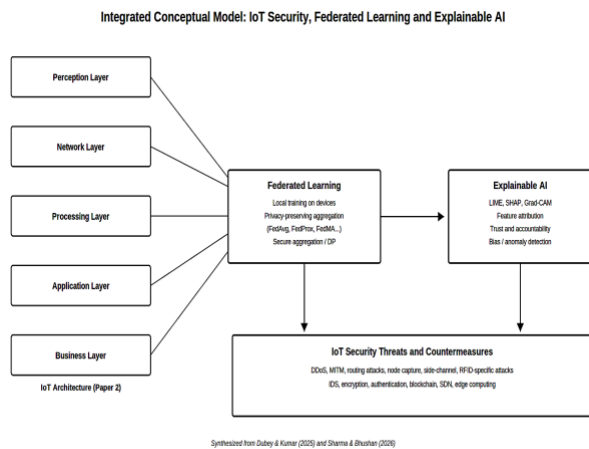 Integrated Conceptual Model: IoT Security, Federated Learning and Explainable AI
Perception Layer
Network Layer
Processing Layer
Application Layer
Business Layer
IoT Architecture (Paper 2)
Federated Learning
Local training on devices
Privacy-preserving aggregation
(FedAvg, FedProx, FedMA...)
Secure aggregation / DP
Explainable AI
LIME, SHAP, Grad-CAM
Feature attribution
Trust and accountability
Bias / anomaly detection
IoT Security Threats and Countermeasures
DDoS, MITM, routing attacks, node capture, side-channel, RFID-specific attacks
IDS, encryption, authentication, blockchain, SDN, edge computing
Synthesized from Dubey & Kumar (2025) and Sharma & Bhushan (2026)